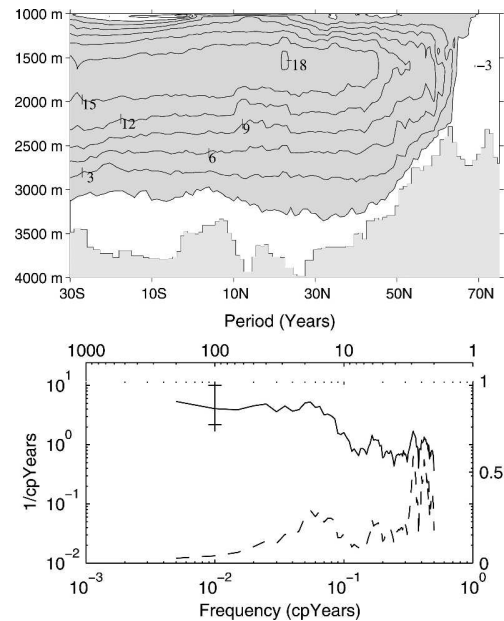 1000 m
1500 m
2000 m
2500 m
3000 m
3500 m
4000 m
18
-3
15
12
9
6
3
30S 10S 10N 30N 50N 70N
Period (Years)
1000 100 10 1
10^1
10^0
10^-1
10^-2
1/cpYears
1
0.5
0
10^-3 10^-2 10^-1 10^0
Frequency (cpYears)